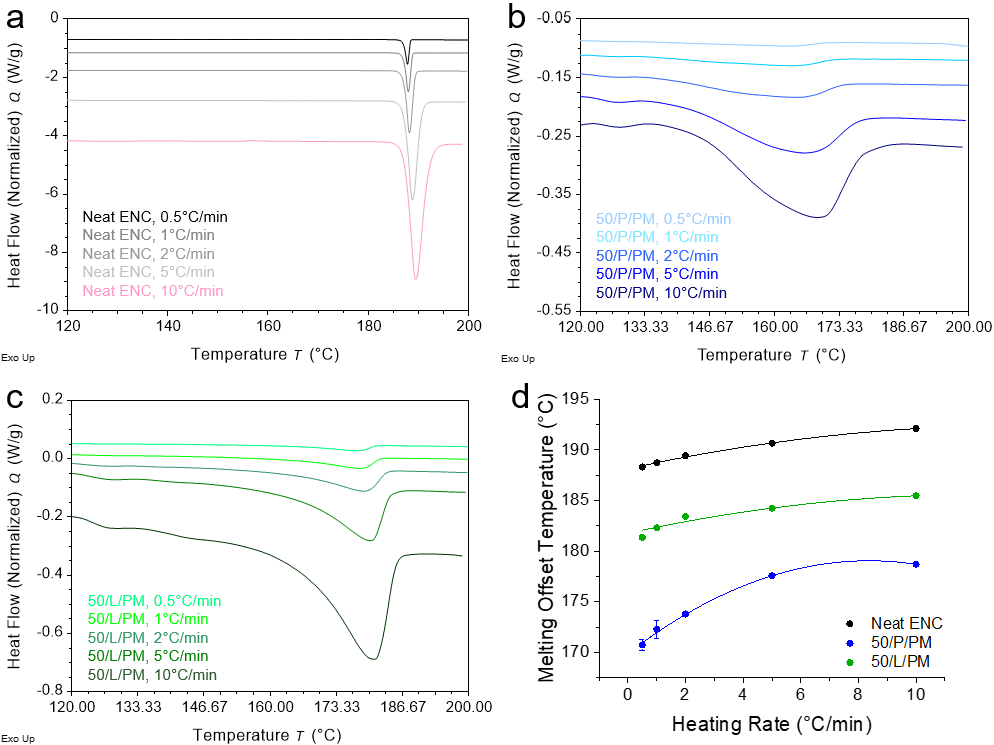 a
Heat Flow (Normalized) Q (W/g)
0
-2
-4
-6
-8
-10
Neat ENC, 0.5°C/min
Neat ENC, 1°C/min
Neat ENC, 2°C/min
Neat ENC, 5°C/min
Neat ENC, 10°C/min
120 140 160 180 200
Exo Up
Temperature T (°C)
b
Heat Flow (Normalized) Q (W/g)
-0.05
-0.15
-0.25
-0.35
-0.45
-0.55
50/P/PM, 0.5°C/min
50/P/PM, 1°C/min
50/P/PM, 2°C/min
50/P/PM, 5°C/min
50/P/PM, 10°C/min
120.00 133.33 146.67 160.00 173.33 186.67 200.00
Exo Up
Temperature T (°C)
c
Heat Flow (Normalized) Q (W/g)
0.2
0.0
-0.2
-0.4
-0.6
-0.8
50/L/PM, 0.5°C/min
50/L/PM, 1°C/min
50/L/PM, 2°C/min
50/L/PM, 5°C/min
50/L/PM, 10°C/min
120.00 133.33 146.67 160.00 173.33 186.67 200.00
Exo Up
Temperature T (°C)
d
Melting Offset Temperature (°C)
195
190
185
180
175
170
Neat ENC
50/P/PM
50/L/PM
0 2 4 6 8 10
Heating Rate (°C/min)